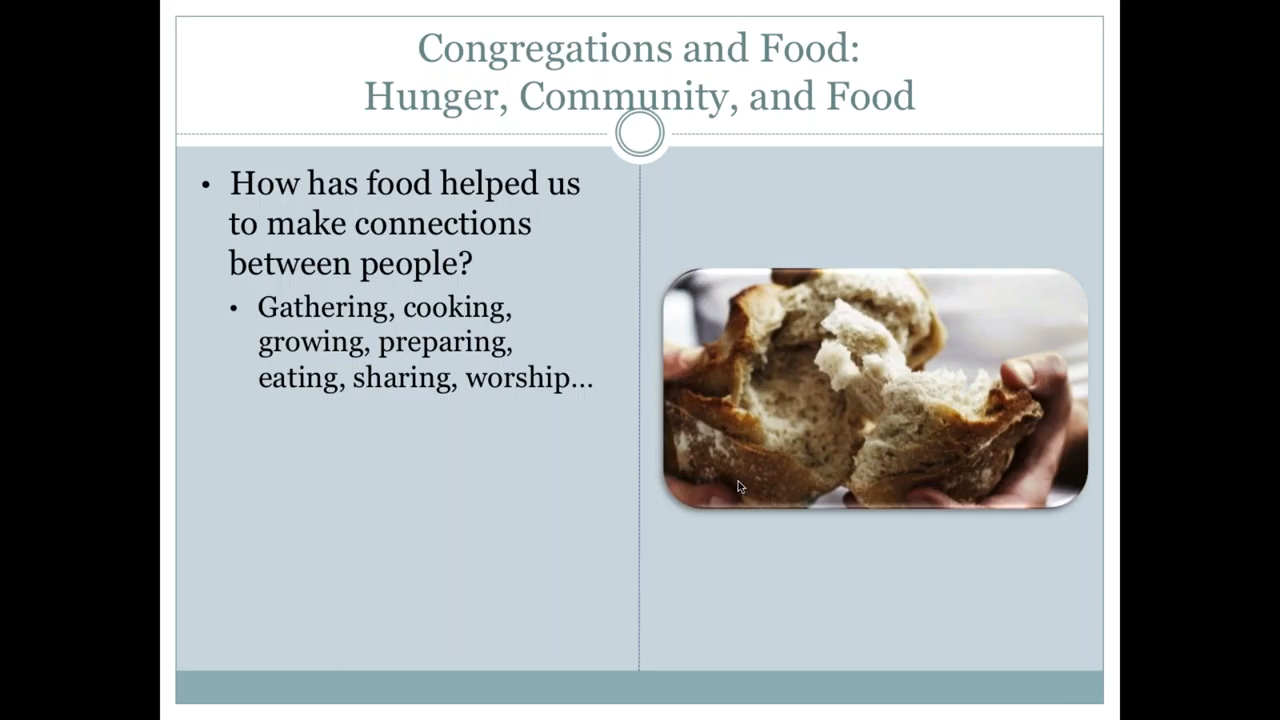 Congregations and Food:
Hunger, Community, and Food
• How has food helped us
to make connections
between people?
• Gathering, cooking,
growing, preparing,
eating, sharing, worship...